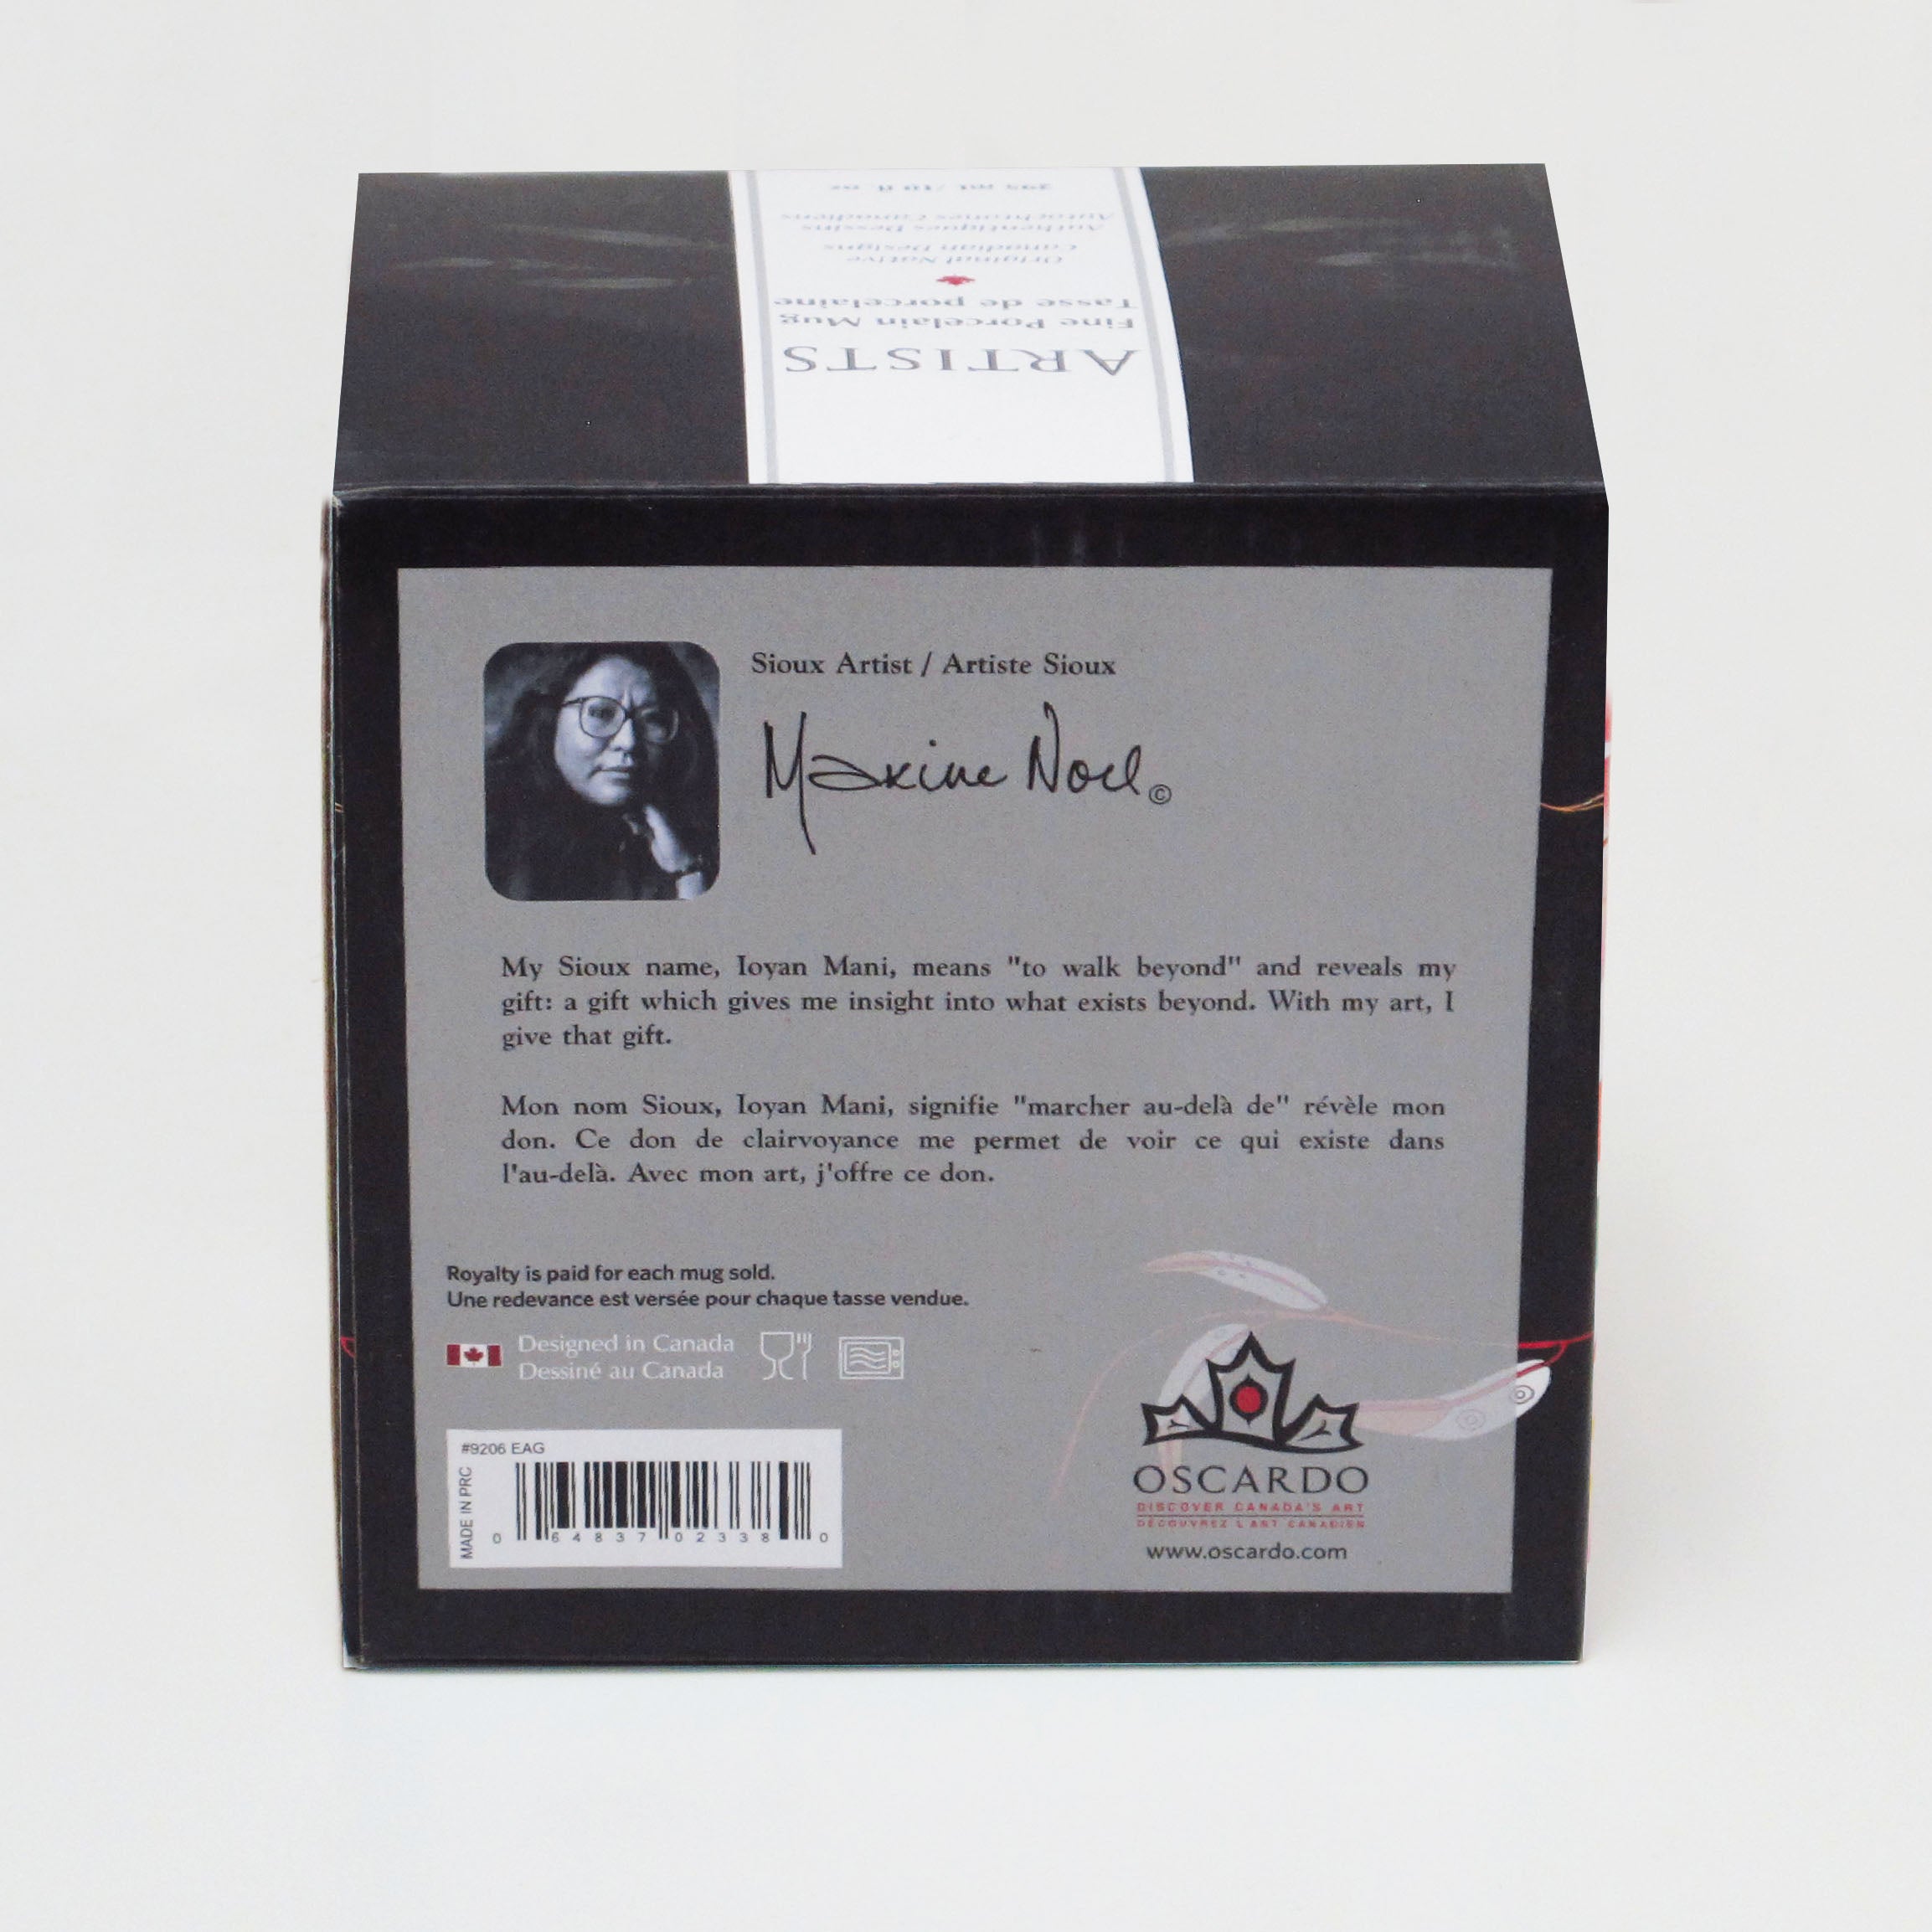 ARTISTS
Fine Porcelain Mug
Tasse de porcelaine
Original Native
Canadian Designs
Authentiques Dessins
Autochtones Canadiens
295 ml / 10 fl. oz
Sioux Artist / Artiste Sioux
Maxine Noel ©
My Sioux name, Ioyan Mani, means "to walk beyond" and reveals my
gift: a gift which gives me insight into what exists beyond. With my art, I
give that gift.
Mon nom Sioux, Ioyan Mani, signifie "marcher au-delà de" révèle mon
don. Ce don de clairvoyance me permet de voir ce qui existe dans
l'au-delà. Avec mon art, j'offre ce don.
Royalty is paid for each mug sold.
Une redevance est versée pour chaque tasse vendue.
Designed in Canada
Dessiné au Canada
#9206 EAG
MADE IN PRC
0 64837 02338 0
OSCARDO
DISCOVER CANADA'S ART
DÉCOUVREZ L'ART CANADIEN
www.oscardo.com